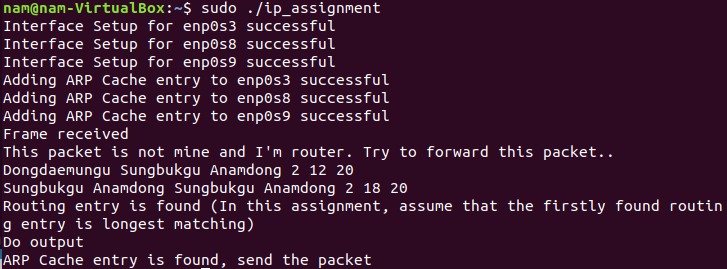 nam@nam-VirtualBox:~$ sudo ./ip_assignment
Interface Setup for enp0s3 successful
Interface Setup for enp0s8 successful
Interface Setup for enp0s9 successful
Adding ARP Cache entry to enp0s3 successful
Adding ARP Cache entry to enp0s8 successful
Adding ARP Cache entry to enp0s9 successful
Frame received
This packet is not mine and I'm router. Try to forward this packet..
Dongdaemungu Sungbukgu Anamdong 2 12 20
Sungbukgu Anamdong Sungbukgu Anamdong 2 18 20
Routing entry is found (In this assignment, assume that the firstly found routin
g entry is longest matching)
Do output
ARP Cache entry is found, send the packet